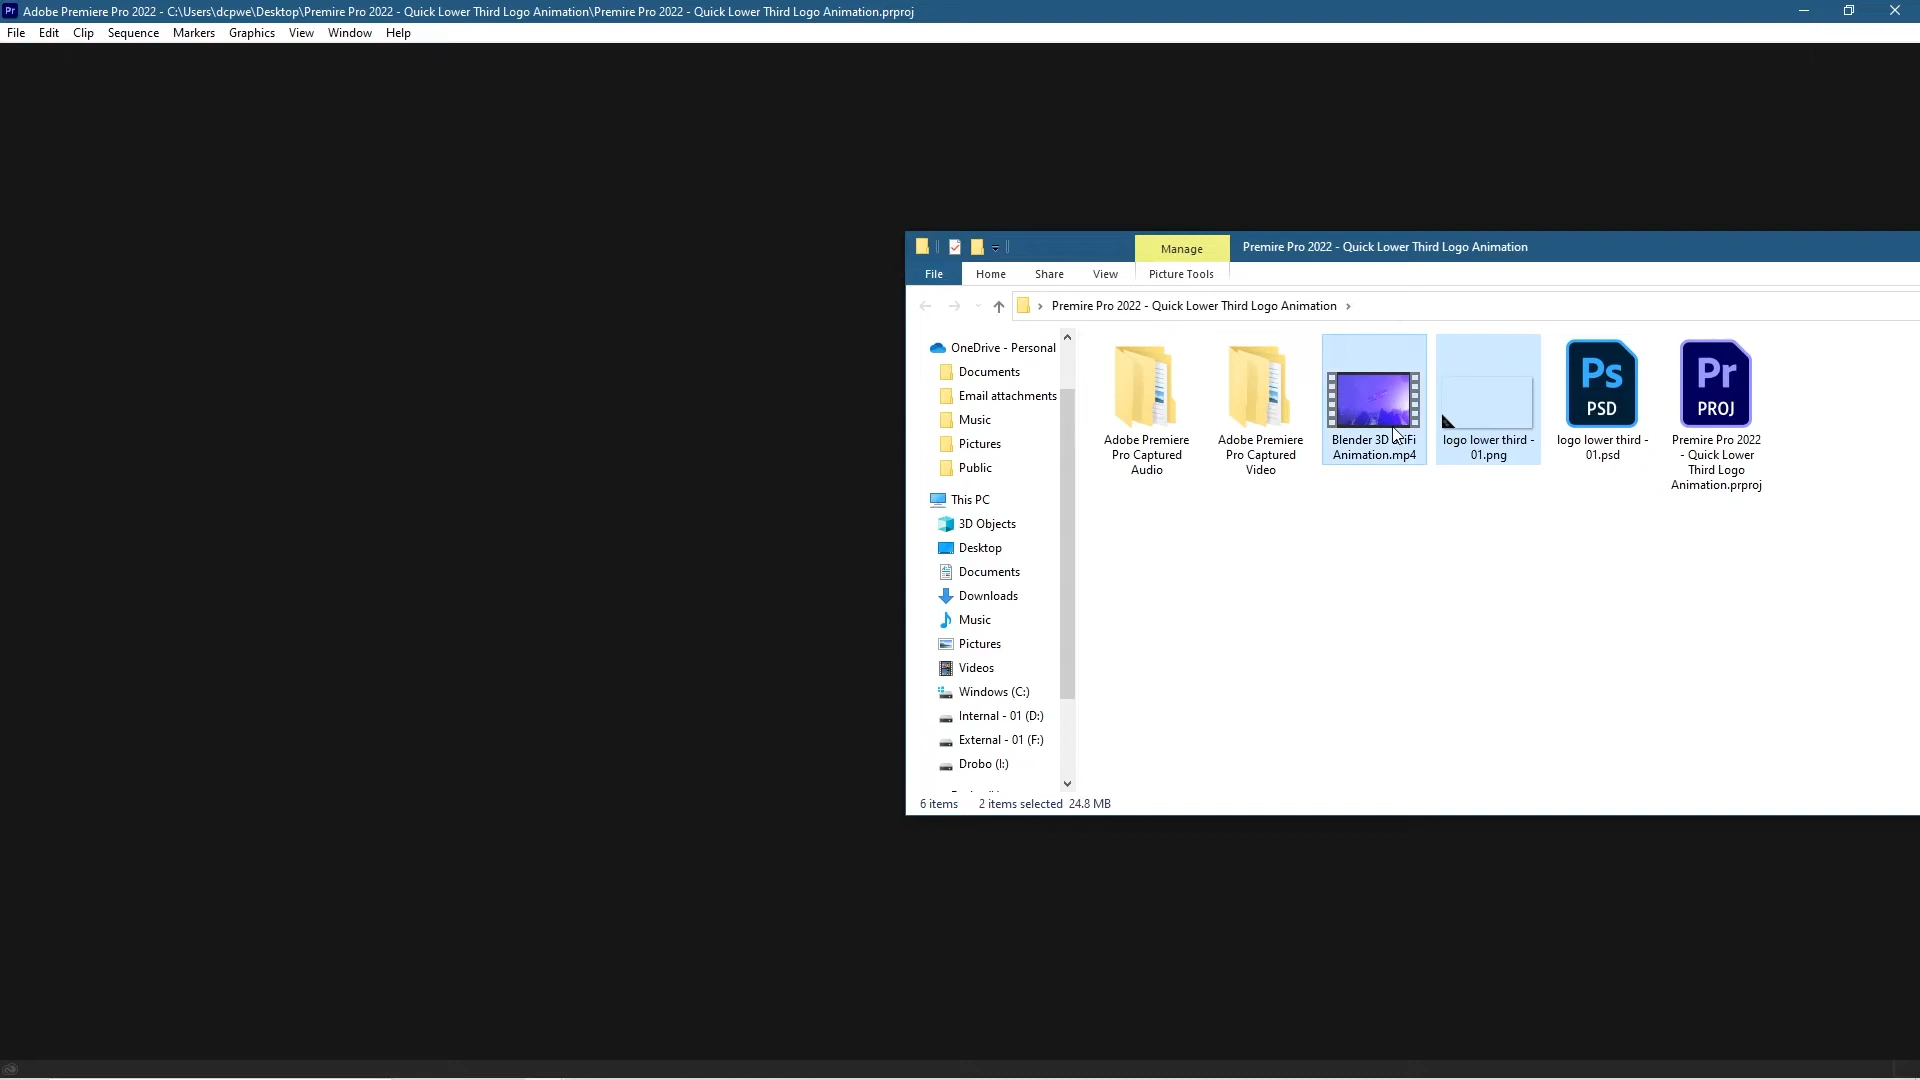 Pr Adobe Premiere Pro 2022 - C:\Users\dcpwe\Desktop\Premire Pro 2022 - Quick Lower Third Logo Animation\Premire Pro 2022 - Quick Lower Third Logo Animation.prproj
File Edit Clip Sequence Markers Graphics View Window Help
Manage Premire Pro 2022 - Quick Lower Third Logo Animation
File Home Share View Picture Tools
Premire Pro 2022 - Quick Lower Third Logo Animation
OneDrive - Personal
Documents
Email attachments
Music
Pictures
Public
This PC
3D Objects
Desktop
Documents
Downloads
Music
Pictures
Videos
Windows (C:)
Internal - 01 (D:)
External - 01 (F:)
Drobo (I:)
Adobe Premiere
Pro Captured
Audio
Adobe Premiere
Pro Captured
Video
Blender 3D
Animation.mp4
logo lower third -
01.png
Ps
PSD
logo lower third -
01.psd
Pr
PROJ
Premire Pro 2022
- Quick Lower
Third Logo
Animation.prproj
6 items 2 items selected 24.8 MB